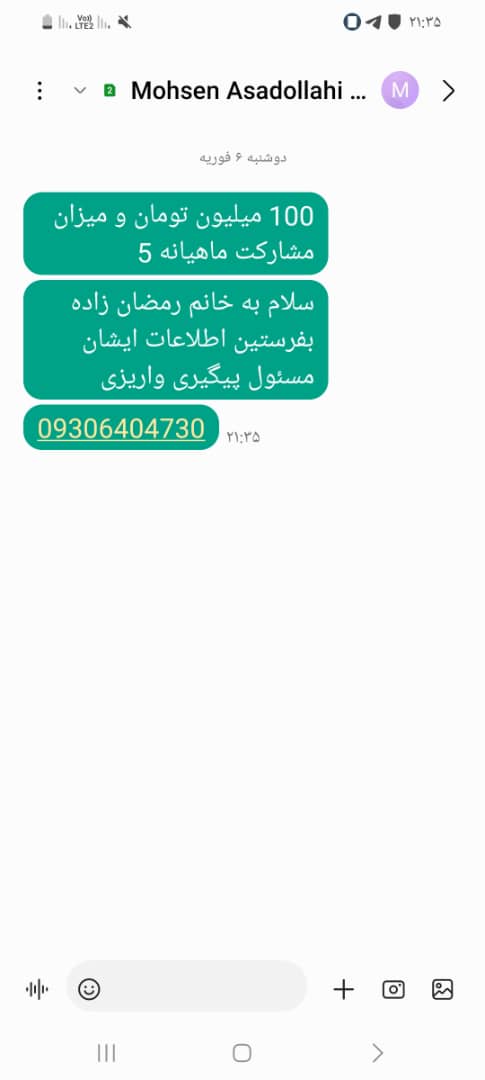 Vo))
LTE2
۲۱:۳۵
2
Mohsen Asadollahi ...
M
دوشنبه ۶ فوریه
100 میلیون تومان و میزان
مشارکت ماهیانه 5
سلام به خانم رمضان زاده
بفرستین اطلاعات ایشان
مسئول پیگیری واریزی
09306404730
۲۱:۳۵